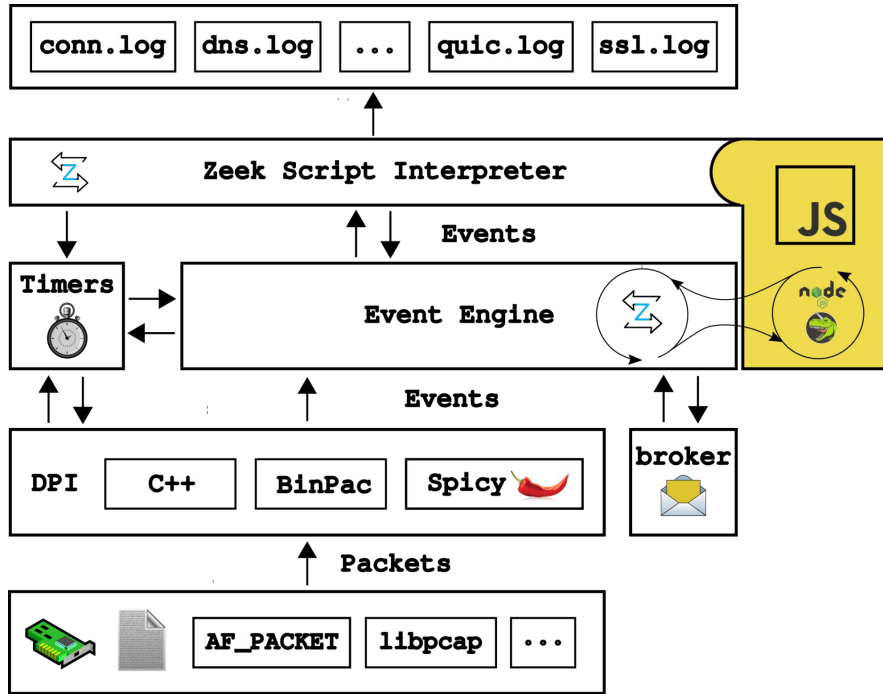 conn.log dns.log ... quic.log ssl.log
Z Zeek Script Interpreter
JS
Events
Timers
Event Engine
Z
node
JS
Events
DPI C++ BinPac Spicy
broker
Packets
AF_PACKET libpcap ...